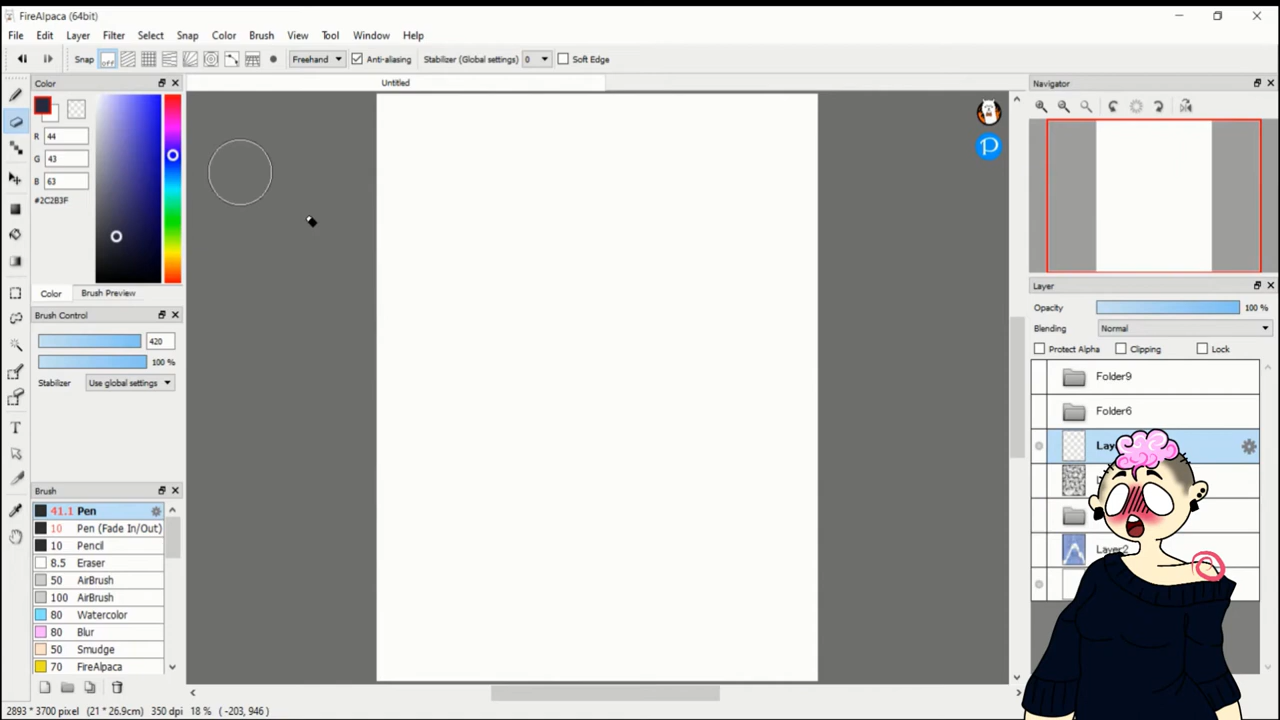 FireAlpaca (64bit)
File Edit Layer Filter Select Snap Color Brush View Tool Window Help
Snap off Freehand Anti-aliasing Stabilizer (Global settings) 0 Soft Edge
Color
Untitled
Navigator
R 44
G 43
B 63
#2C2B3F
Color Brush Preview
Brush Control
420
100 %
Stabilizer Use global settings
Brush
41.1 Pen
10 Pen (Fade In/Out)
10 Pencil
8.5 Eraser
50 AirBrush
100 AirBrush
80 Watercolor
80 Blur
50 Smudge
70 FireAlpaca
P
Layer
Opacity 100 %
Blending Normal
Protect Alpha Clipping Lock
Folder9
Folder6
Layer2
2893 * 3700 pixel (21 * 26.9cm) 350 dpi 18 % (-203, 946)